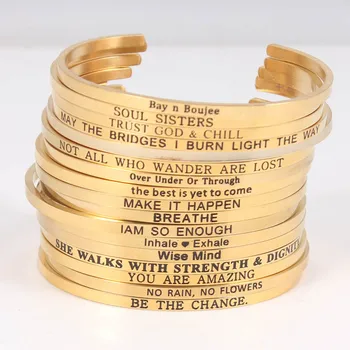 Bay n Boujee
SOUL SISTERS
TRUST GOD & CHILL
MAY THE BRIDGES I BURN LIGHT THE WAY
NOT ALL WHO WANDER ARE LOST
Over Under Or Through
the best is yet to come
MAKE IT HAPPEN
BREATHE
I AM SO ENOUGH
Inhale ♥ Exhale
Wise Mind
SHE WALKS WITH STRENGTH & DIGNITY
YOU ARE AMAZING
NO RAIN, NO FLOWERS
BE THE CHANGE.